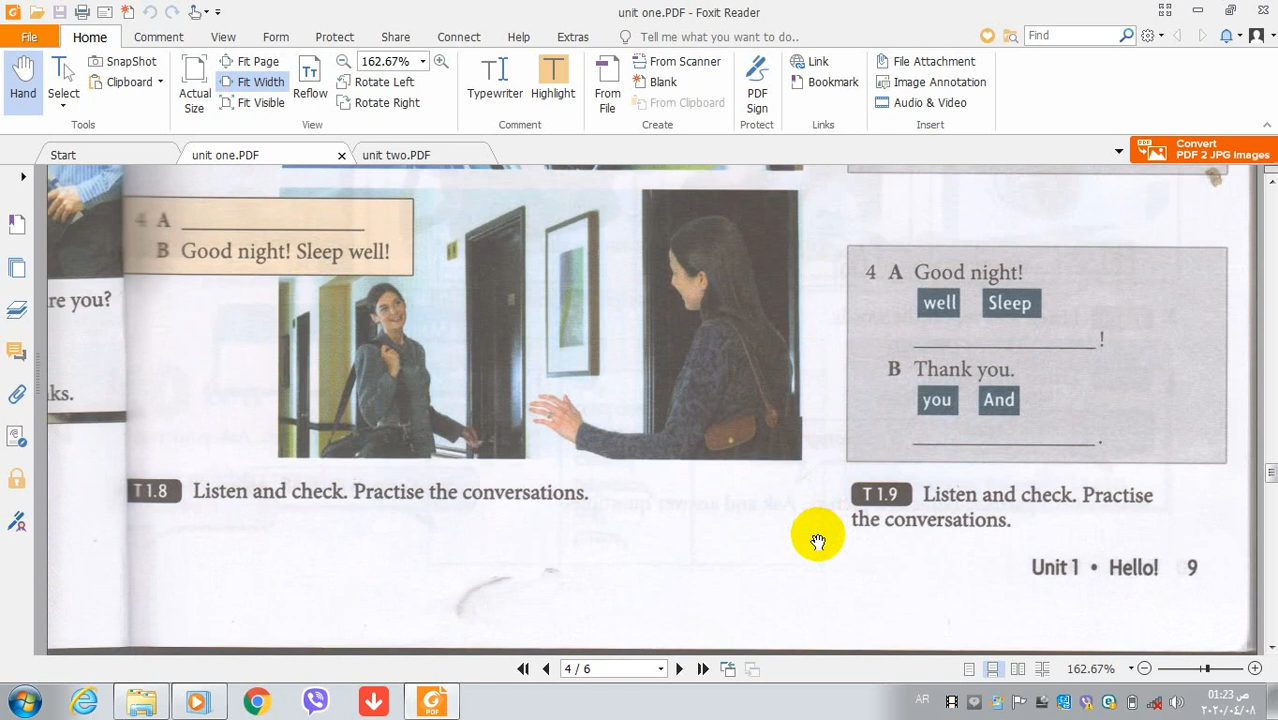 unit one.PDF - Foxit Reader
File Home Comment View Form Protect Share Connect Help Extras Tell me what you want to do.. Find
Hand Select SnapShot Clipboard Actual Size Fit Page Fit Width Fit Visible Reflow 162.67% Rotate Left Rotate Right Typewriter Highlight From File From Scanner Blank From Clipboard PDF Sign Link Bookmark File Attachment Image Annotation Audio & Video
Tools View Comment Create Protect Links Insert
Start unit one.PDF unit two.PDF Convert PDF 2 JPG Images
4 A
B Good night! Sleep well!
re you?
ks.
T 1.8 Listen and check. Practise the conversations.
4 A Good night!
well Sleep
!
B Thank you.
you And
.
T 1.9 Listen and check. Practise
the conversations.
Unit 1 • Hello! 9
4 / 6 162.67%
PDF AR 01:23 ص
٢٠٢٠/٠٤/٠٨